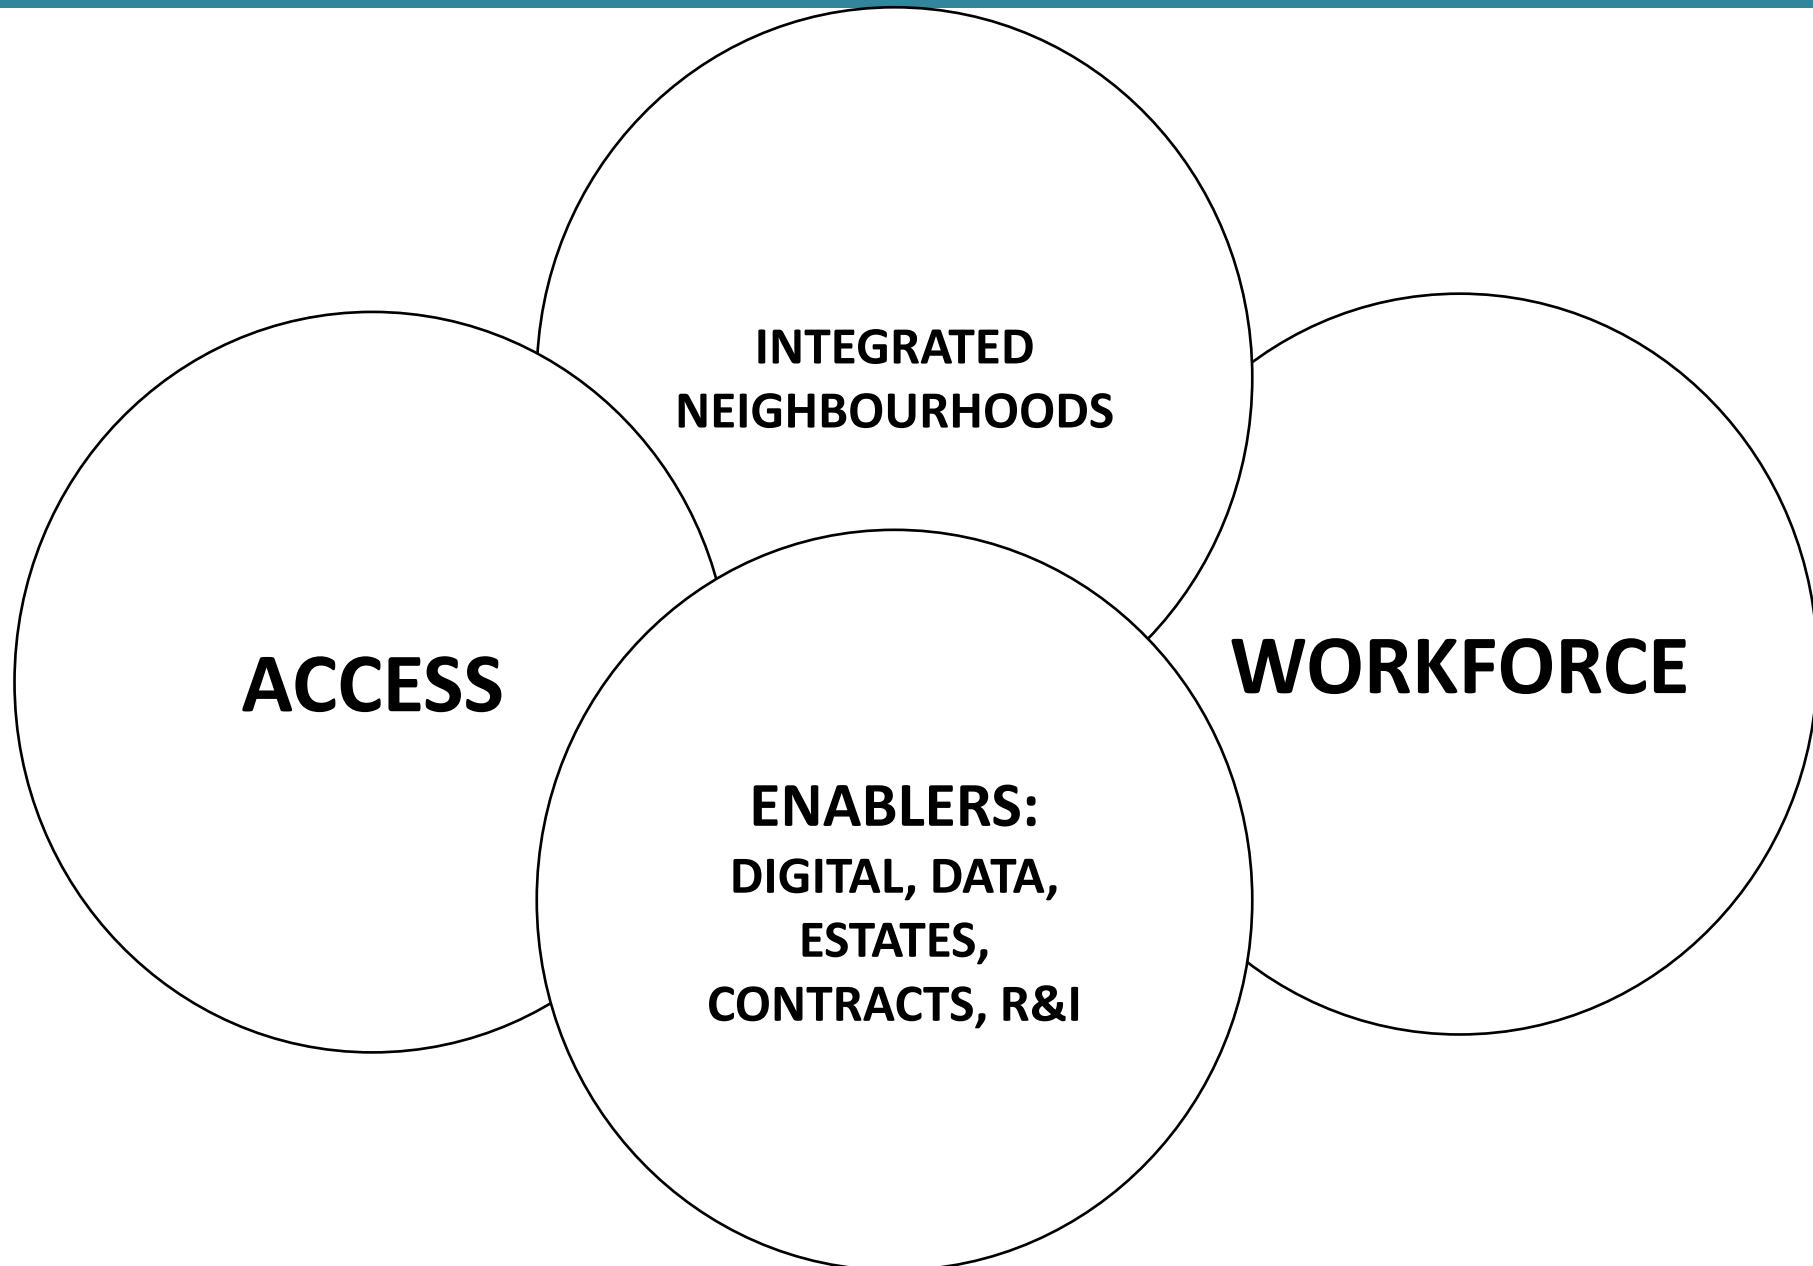 INTEGRATED
NEIGHBOURHOODS
ACCESS
WORKFORCE
ENABLERS:
DIGITAL, DATA,
ESTATES,
CONTRACTS, R&I